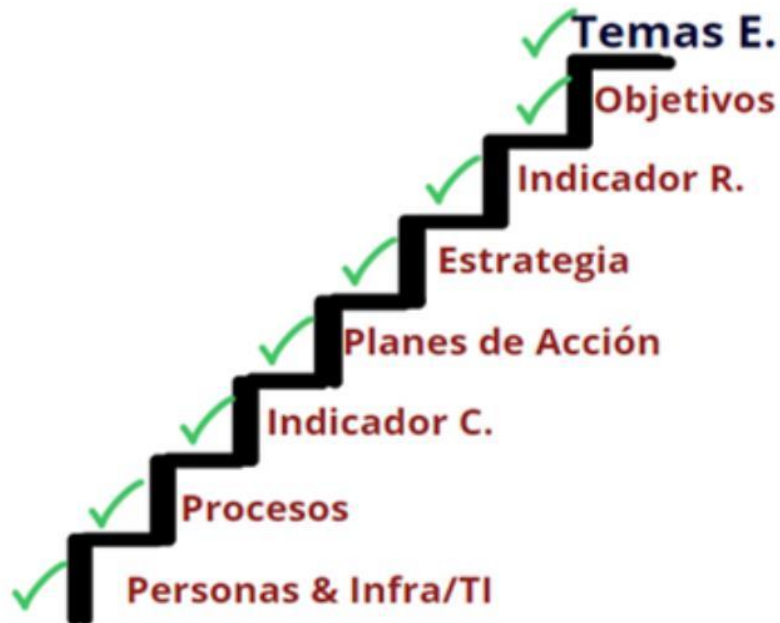 Temas E.
Objetivos
Indicador R.
Estrategia
Planes de Acción
Indicador C.
Procesos
Personas & Infra/TI